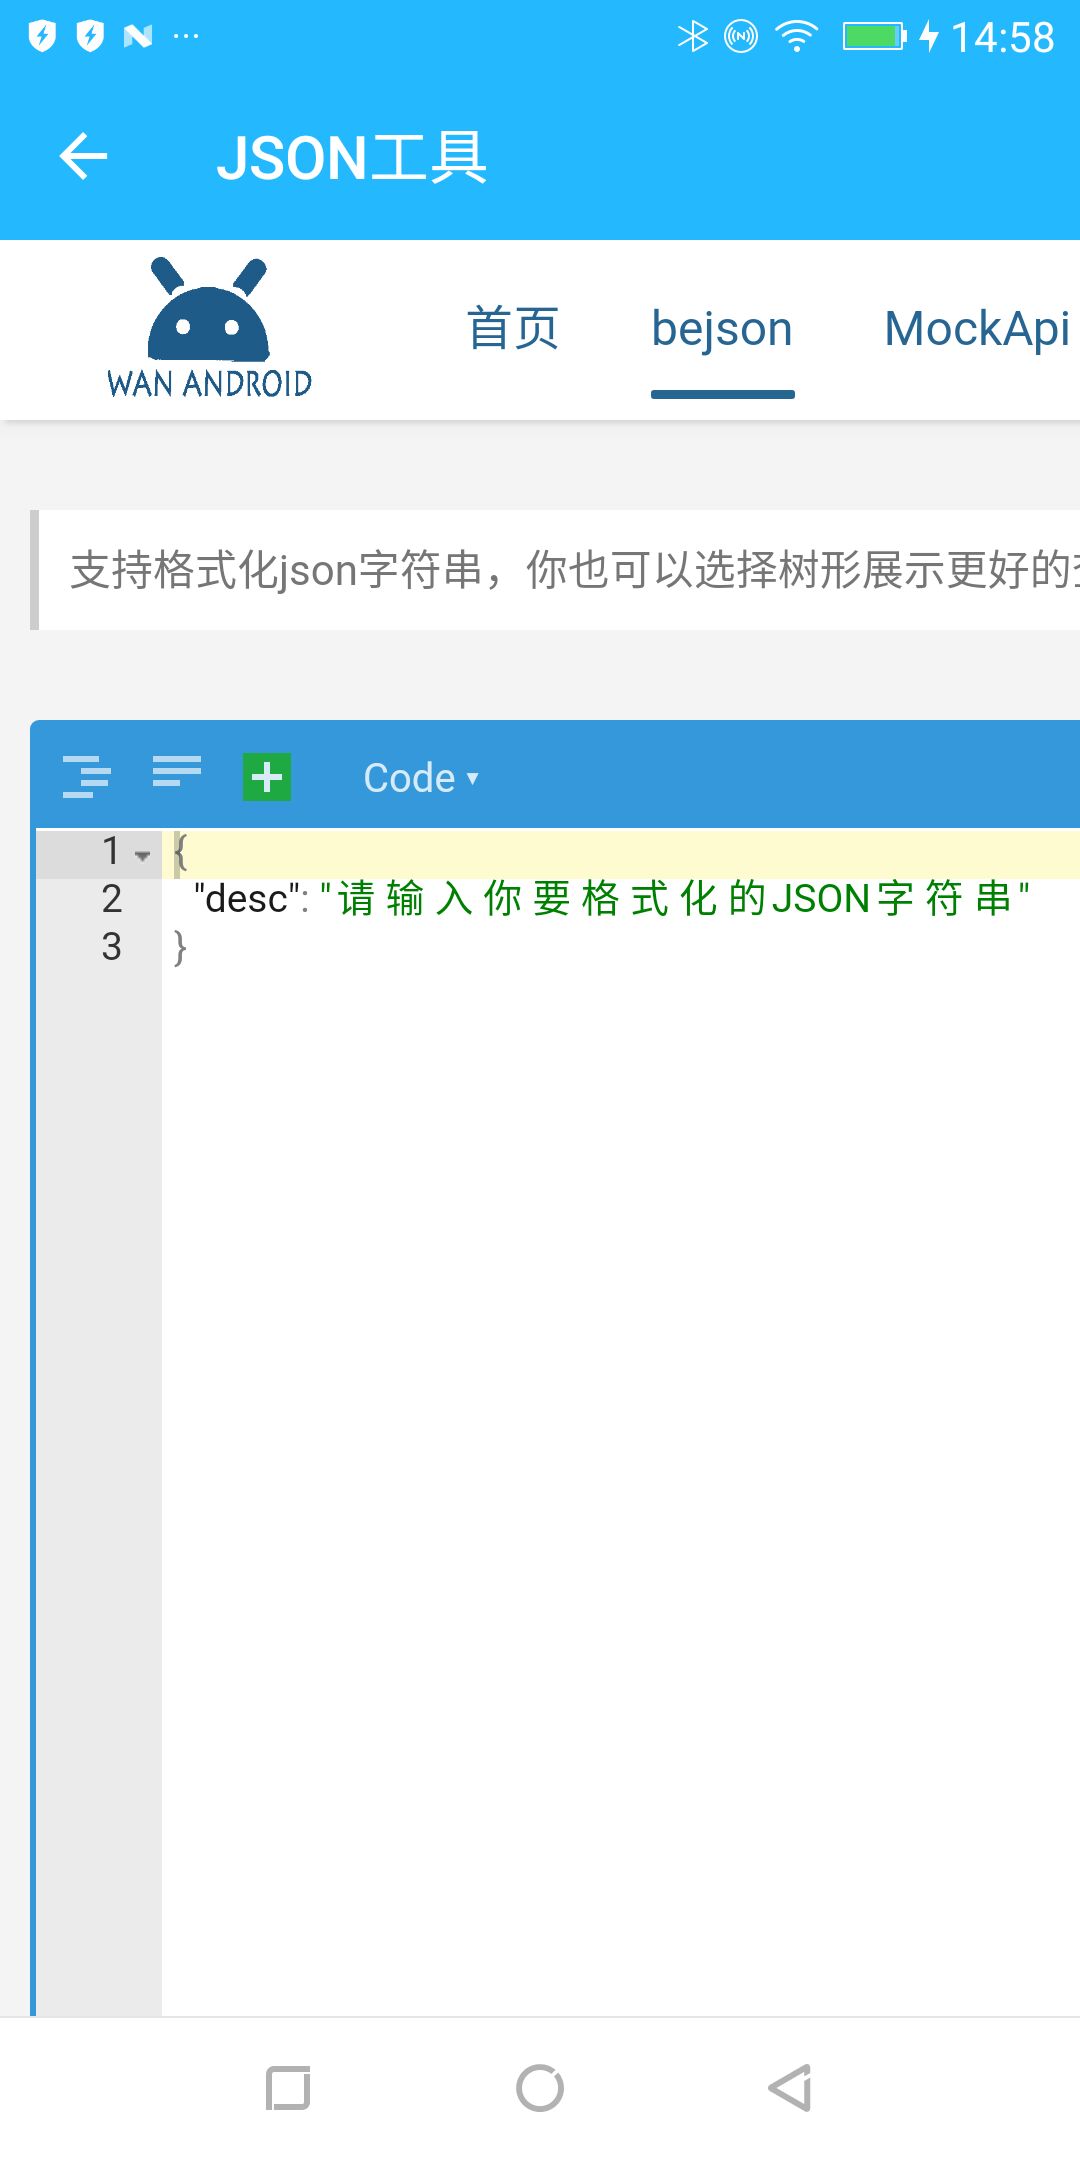 14:58
JSON工具
WAN ANDROID
首页 bejson MockApi
支持格式化json字符串，你也可以选择树形展示更好的
Code ▾
1 {
2 "desc":"请输入你要格式化的JSON字符串"
3 }